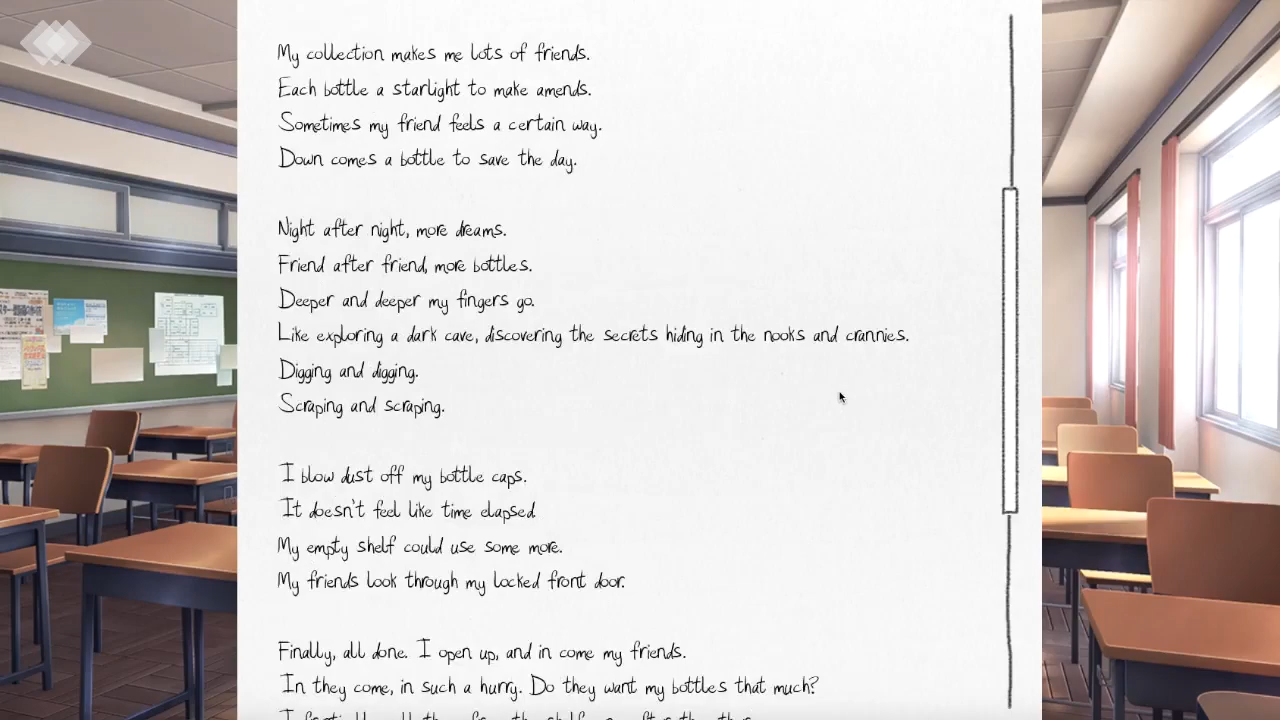 My collection makes me lots of friends.
Each bottle a starlight to make amends.
Sometimes my friend feels a certain way.
Down comes a bottle to save the day.
Night after night, more dreams.
Friend after friend, more bottles.
Deeper and deeper my fingers go.
Like exploring a dark cave, discovering the secrets hiding in the nooks and crannies.
Digging and digging.
Scraping and scraping.
I blow dust off my bottle caps.
It doesn't feel like time elapsed
My empty shelf could use some more.
My friends look through my locked front door.
Finally, all done. I open up, and in come my friends.
In they come, in such a hurry. Do they want my bottles that much?